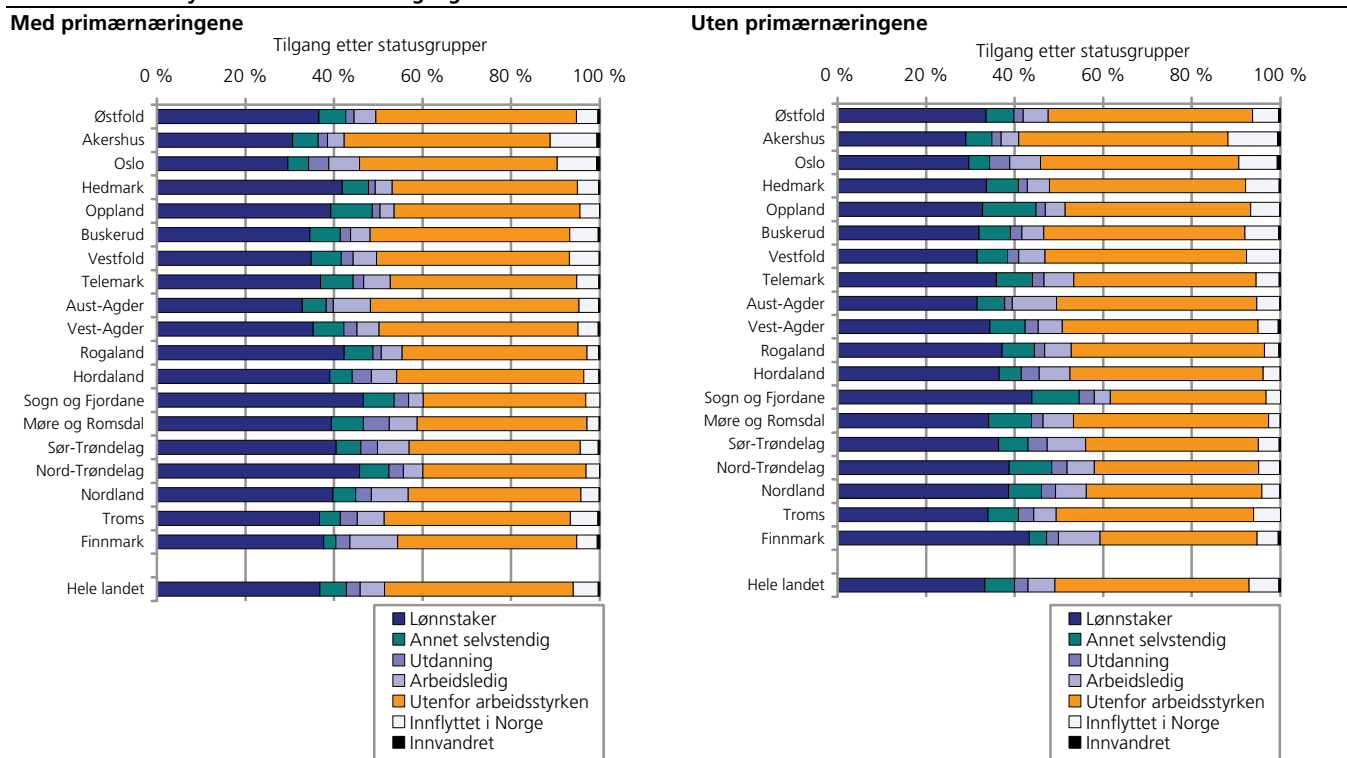 Med primærnæringene
Tilgang etter statusgrupper
0 % 20 % 40 % 60 % 80 % 100 %
Østfold
Akershus
Oslo
Hedmark
Oppland
Buskerud
Vestfold
Telemark
Aust-Agder
Vest-Agder
Rogaland
Hordaland
Sogn og Fjordane
Møre og Romsdal
Sør-Trøndelag
Nord-Trøndelag
Nordland
Troms
Finnmark
Hele landet
Lønnstaker
Annet selvstendig
Utdanning
Arbeidsledig
Utenfor arbeidsstyrken
Innflyttet i Norge
Innvandret
Uten primærnæringene
Tilgang etter statusgrupper
0 % 20 % 40 % 60 % 80 % 100 %
Østfold
Akershus
Oslo
Hedmark
Oppland
Buskerud
Vestfold
Telemark
Aust-Agder
Vest-Agder
Rogaland
Hordaland
Sogn og Fjordane
Møre og Romsdal
Sør-Trøndelag
Nord-Trøndelag
Nordland
Troms
Finnmark
Hele landet
Lønnstaker
Annet selvstendig
Utdanning
Arbeidsledig
Utenfor arbeidsstyrken
Innflyttet i Norge
Innvandret